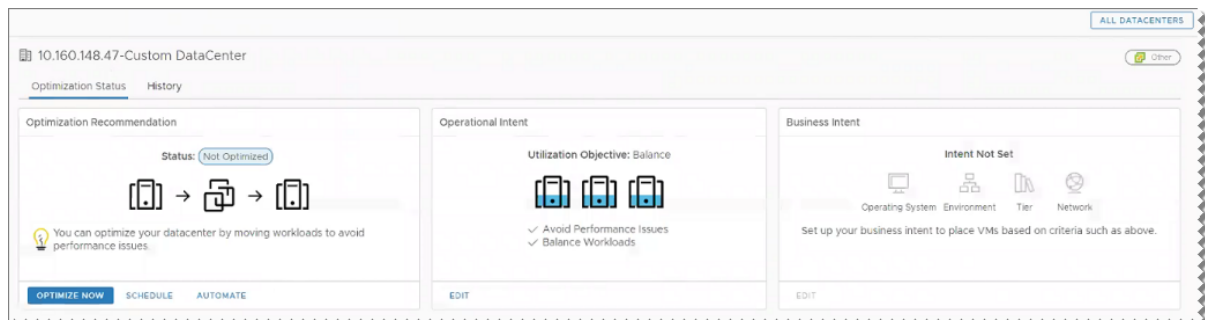 ALL DATACENTERS
10.160.148.47-Custom DataCenter
Other
Optimization Status History
Optimization Recommendation
Status: Not Optimized
You can optimize your datacenter by moving workloads to avoid
performance issues.
OPTIMIZE NOW SCHEDULE AUTOMATE
Operational Intent
Utilization Objective: Balance
✓ Avoid Performance Issues
✓ Balance Workloads
EDIT
Business Intent
Intent Not Set
Operating System Environment Tier Network
Set up your business intent to place VMs based on criteria such as above.
EDIT